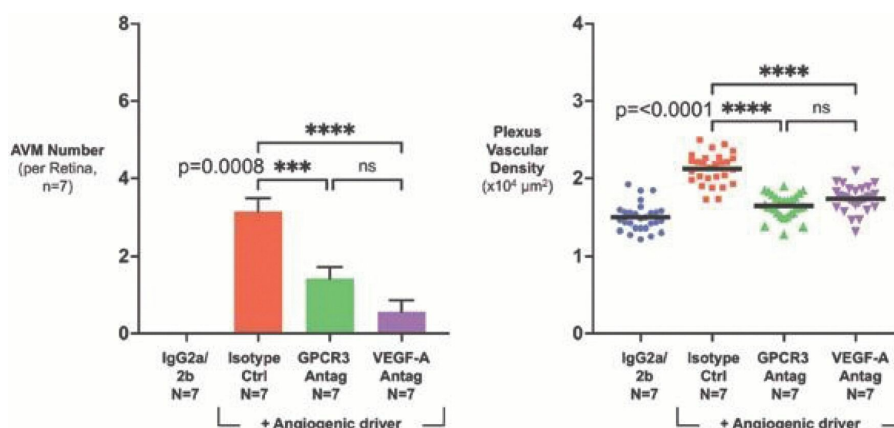 8
6
4
2
0
AVM Number
(per Retina,
n=7)
****
p=0.0008 *** ns
IgG2a/
2b
N=7
Isotype
Ctrl
N=7
GPCR3
Antag
N=7
VEGF-A
Antag
N=7
+ Angiogenic driver
4
3
2
1
0
Plexus
Vascular
Density
(x10⁴ µm²)
****
p=<0.0001 **** ns
IgG2a/
2b
N=7
Isotype
Ctrl
N=7
GPCR3
Antag
N=7
VEGF-A
Antag
N=7
+ Angiogenic driver